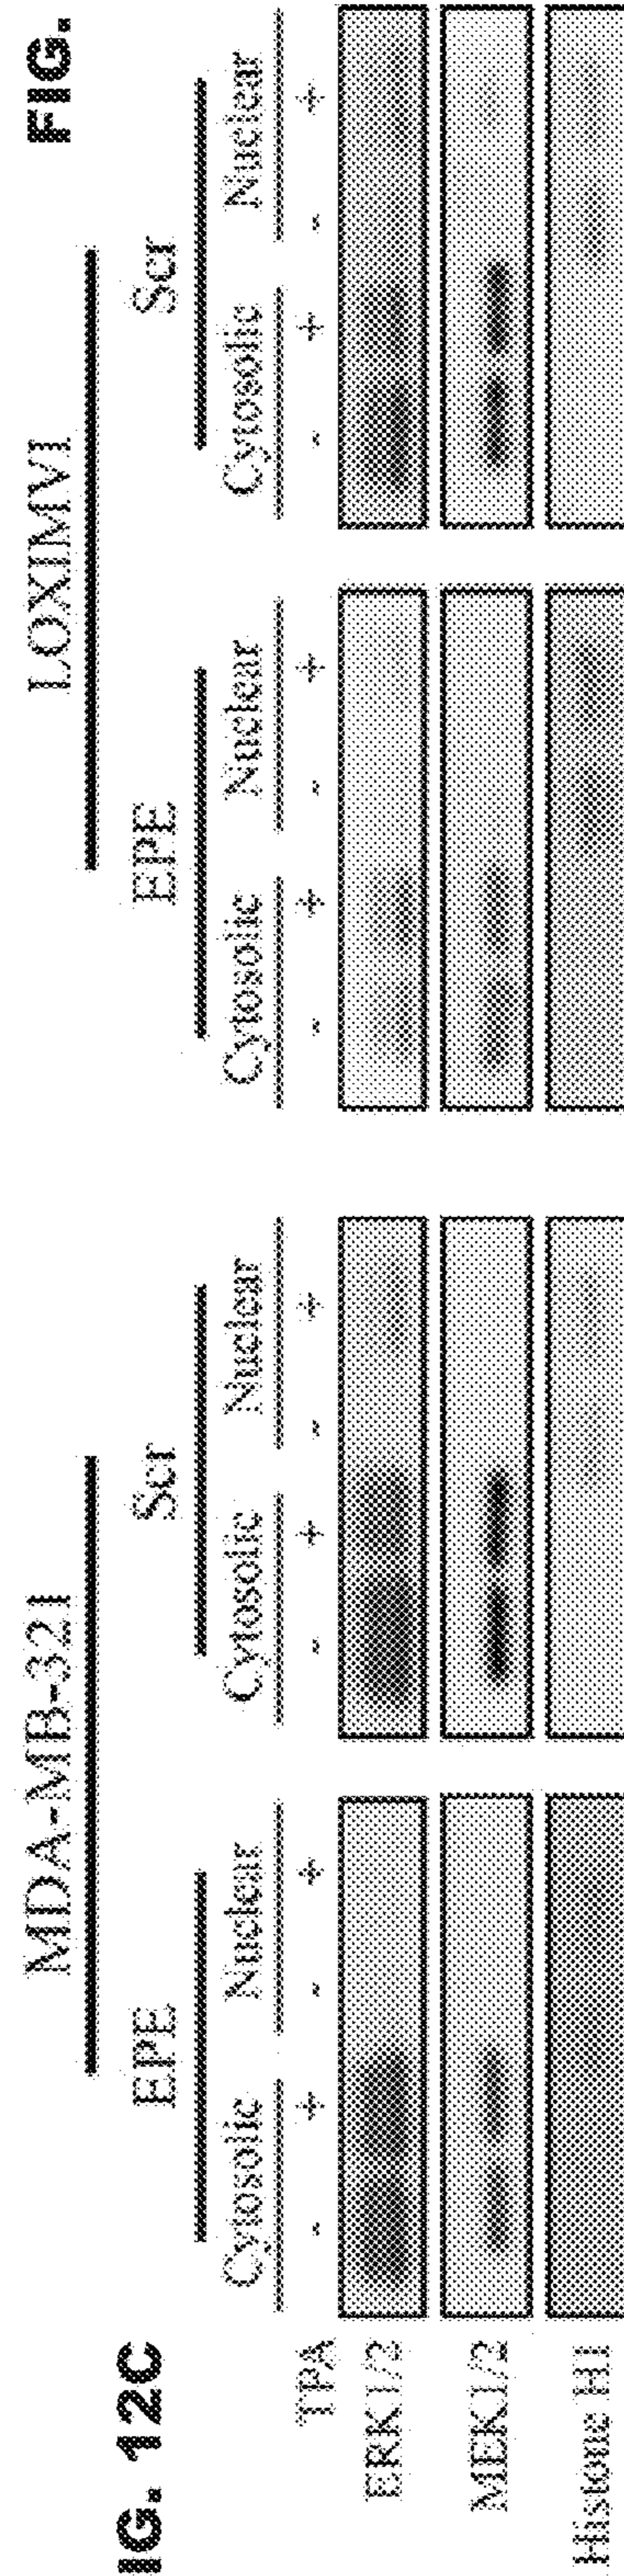 IG. 12C
FIG.
MDA-MB-321 LOXIMVI
EPE Scr EPE Scr
Cytosolic Nuclear Cytosolic Nuclear Cytosolic Nuclear Cytosolic Nuclear
TPA - + - + - + - + - + - + - + - +
ERK1/2
MEK1/2
Histone H1